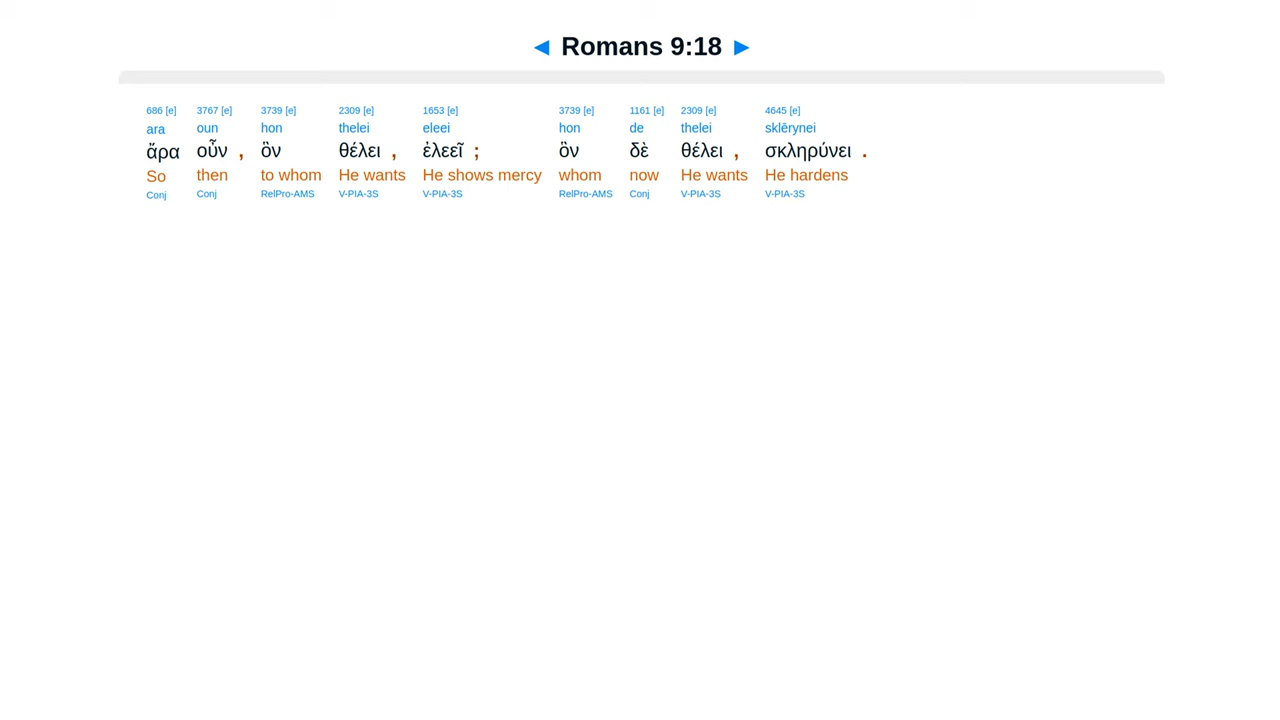 ◄ Romans 9:18 ►
686 [e] 3767 [e] 3739 [e] 2309 [e] 1653 [e] 3739 [e] 1161 [e] 2309 [e] 4645 [e]
ara oun hon thelei eleei hon de thelei sklērynei
ἄρα οὖν , ὃν θέλει , ἐλεεῖ ; ὃν δὲ θέλει , σκληρύνει .
So then to whom He wants He shows mercy whom now He wants He hardens
Conj Conj RelPro-AMS V-PIA-3S V-PIA-3S RelPro-AMS Conj V-PIA-3S V-PIA-3S